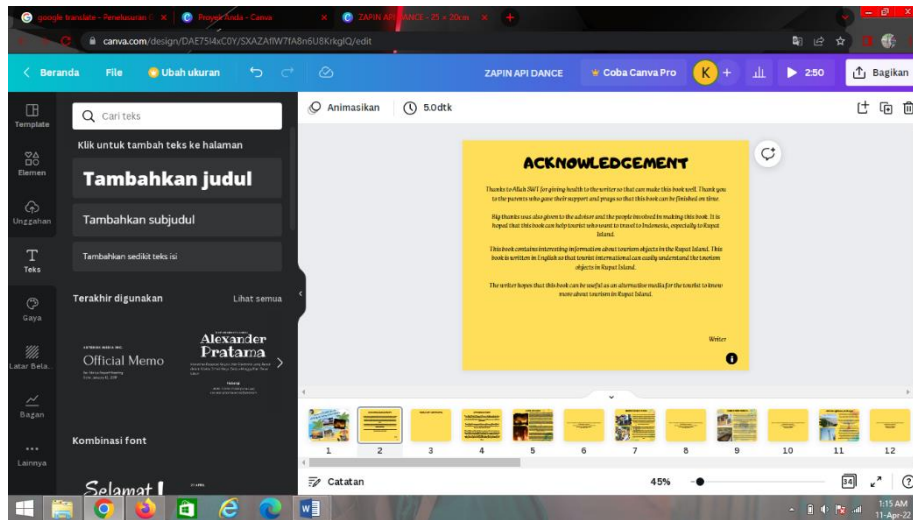 google translate - Penelusuran G
Proyek Anda - Canva
ZAPIN API DANCE - 25 × 20cm
canva.com/design/DAE75I4xC0Y/SXAZAflW7fA8n6U8KrkgIQ/edit
Beranda
File
Ubah ukuran
ZAPIN API DANCE
Coba Canva Pro
K
+
2:50
Bagikan
Template
Elemen
Unggahan
Teks
Gaya
Latar Bela...
Bagan
Lainnya
Cari teks
Klik untuk tambah teks ke halaman
Tambahkan judul
Tambahkan subjudul
Tambahkan sedikit teks isi
Terakhir digunakan
Lihat semua
Official Memo
Alexander
Pratama
Kombinasi font
Selamat
Animasikan
5.0dtk
ACKNOWLEDGEMENT
Thanks to Allah SWT for giving health to the writer so that can make this book well. Thank you
to the parents who gave their support and prays so that this book can be finished on time.
Big thanks was also given to the advisor and the people involved in making this book. It is
hoped that this book can help tourist who want to travel to Indonesia, especially to Rupat
Island.
This book contains interesting information about tourism objects in the Rupat Island. This
book is written in English so that tourist international can easily understand the tourism
objects in Rupat Island.
The writer hopes that this book can be useful as an alternative media for the tourist to know
more about tourism in Rupat Island.
Writer
i
1
2
3
4
5
6
7
8
9
10
11
12
Catatan
45%
34
1:15 AM
11-Apr-22